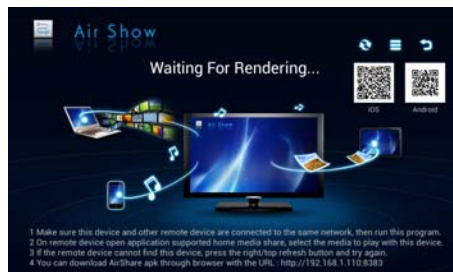 Air Show
Waiting For Rendering...
iOS
Android
Air Show
1 Make sure this device and other remote device are connected to the same network, then run this program.
2 On remote device open application supported home media share, select the media to play with this device.
3 If the remote device cannot find this device, press the right/top refresh button and try again.
4 You can download AirShare apk through browser with the URL : http://192.168.1.110:8383